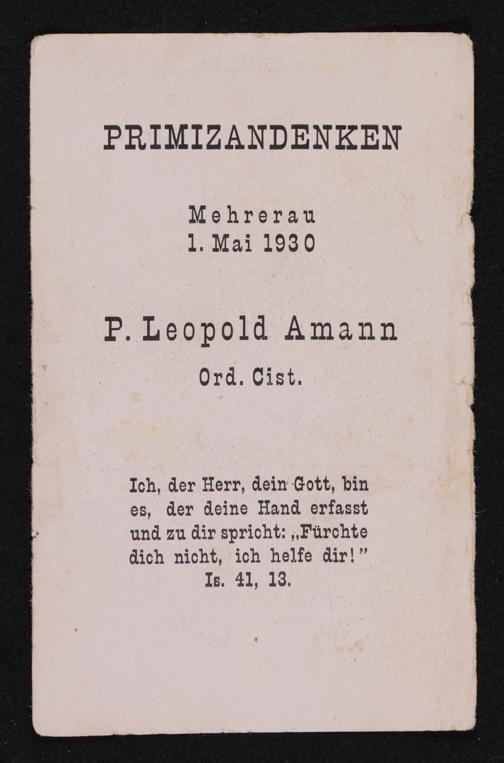 PRIMIZANDENKEN
Mehrerau
1. Mai 1930
P. Leopold Amann
Ord. Cist.
Ich, der Herr, dein Gott, bin
es, der deine Hand erfasst
und zu dir spricht: „Fürchte
dich nicht, ich helfe dir!”
Is. 41, 13.